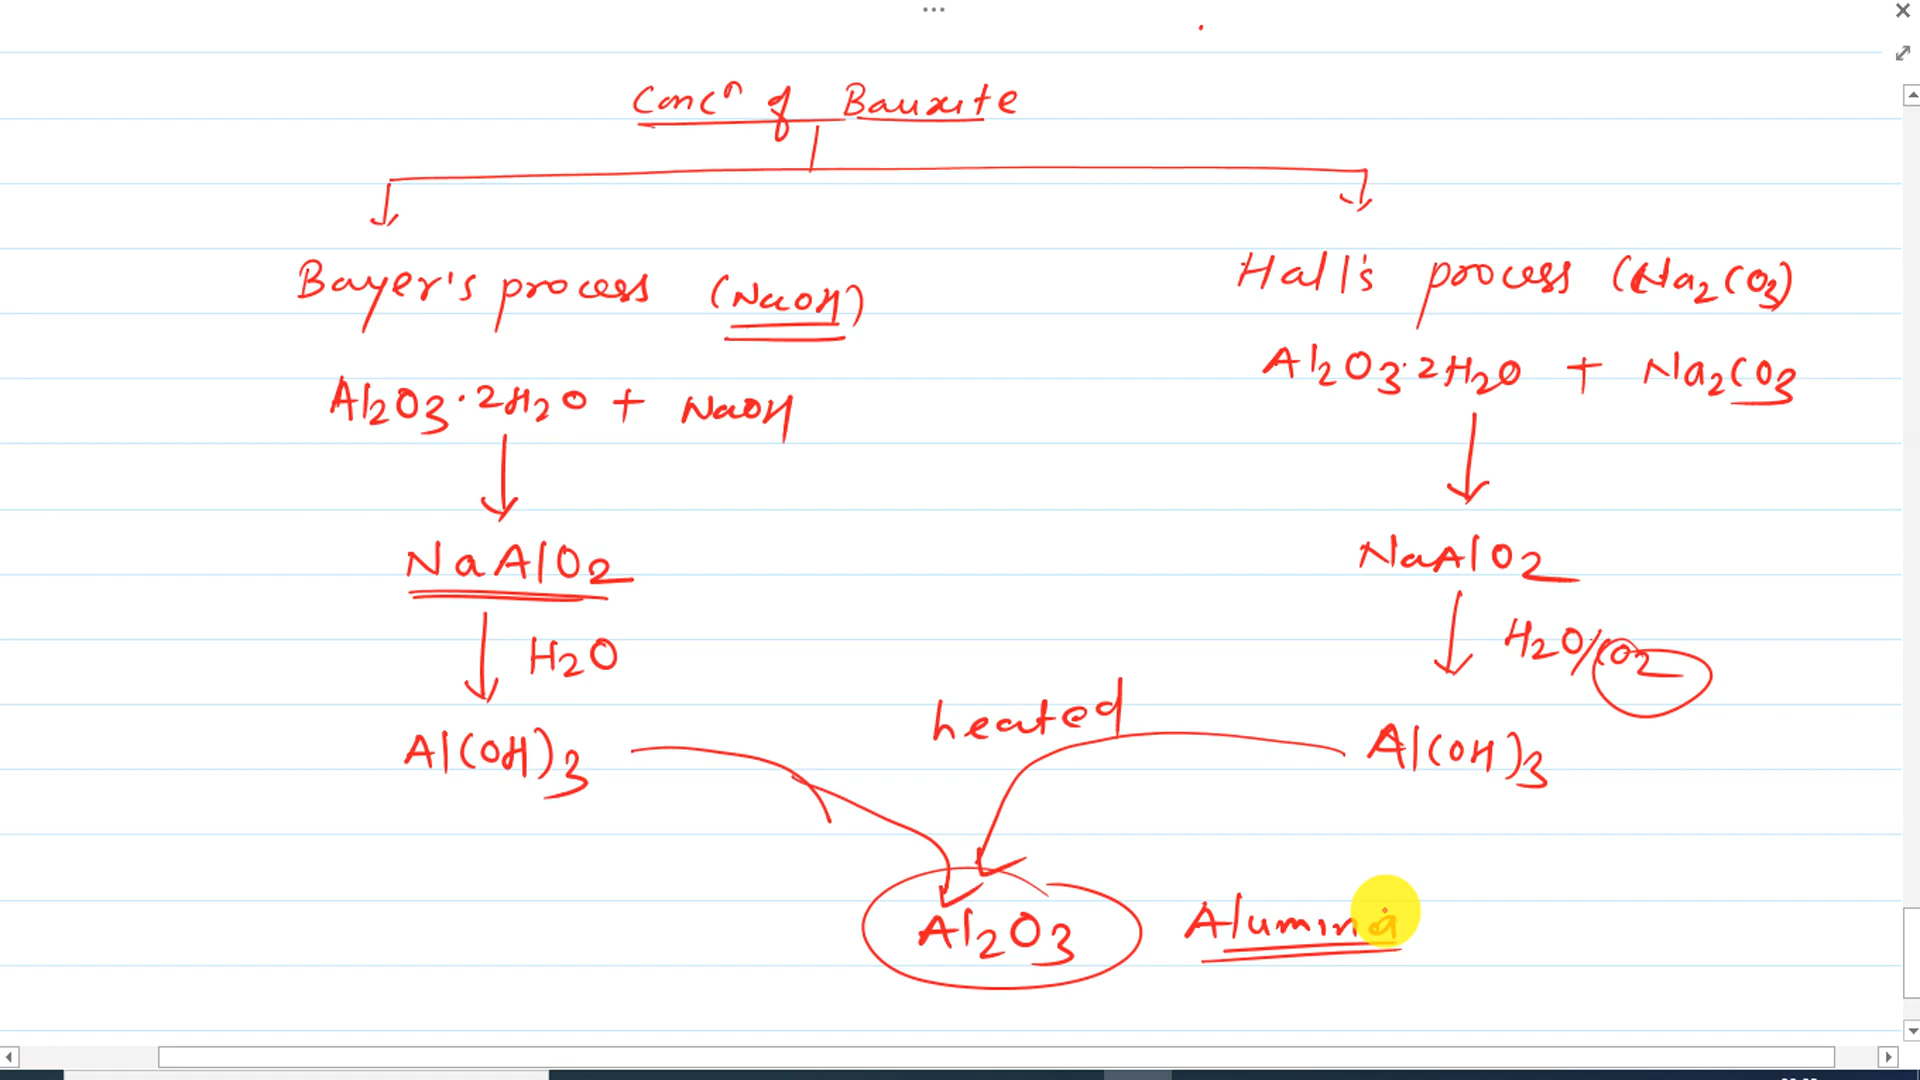 Concⁿ of Bauxite
Bayer's process (NaOH)
Hall's process (Na2CO3)
Al2O3·2H2O + NaOH
Al2O3·2H2O + Na2CO3
NaAlO2
NaAlO2
H2O
H2O/CO2
heated
Al(OH)3
Al(OH)3
Al2O3 Alumina